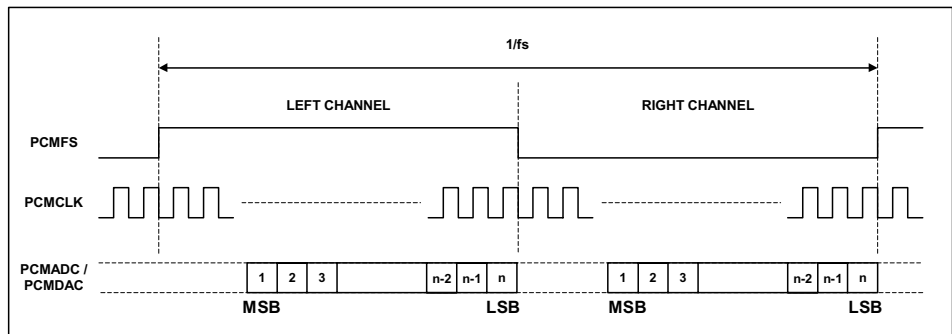 1/fs
LEFT CHANNEL RIGHT CHANNEL
PCMFS
PCMCLK
PCMADC /
PCMDAC
1 2 3 n-2 n-1 n 1 2 3 n-2 n-1 n
MSB LSB MSB LSB